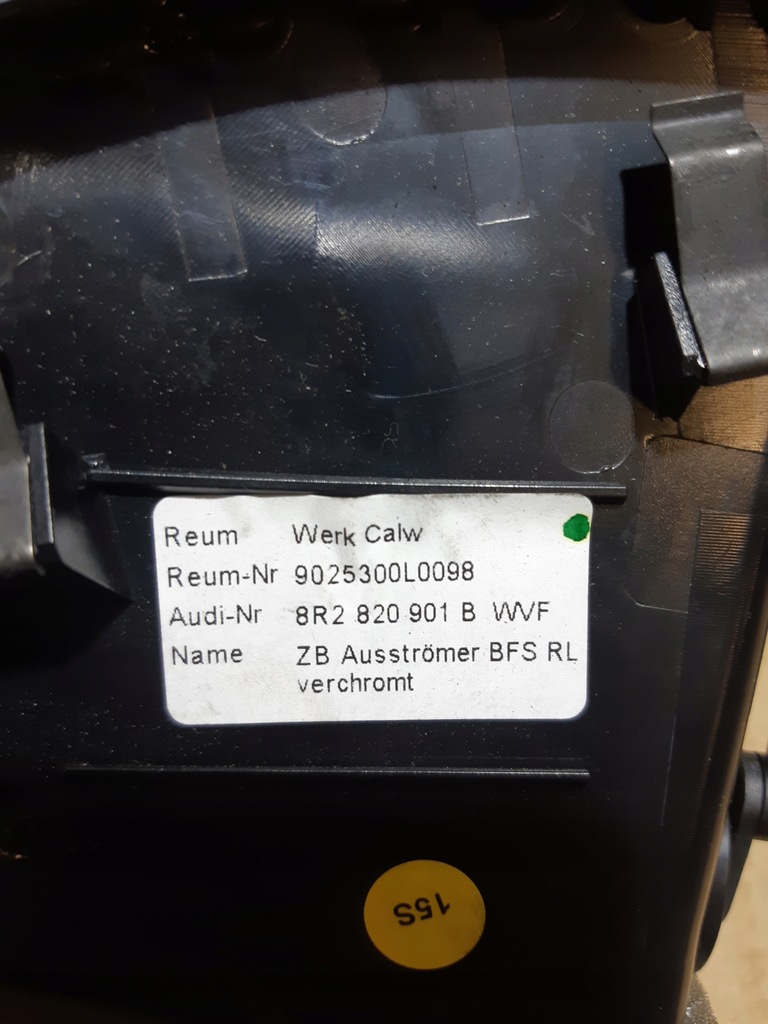 Reum Werk Calw
Reum-Nr 9025300L0098
Audi-Nr 8R2 820 901 B WVF
Name ZB Ausströmer BFS RL
verchromt
15S